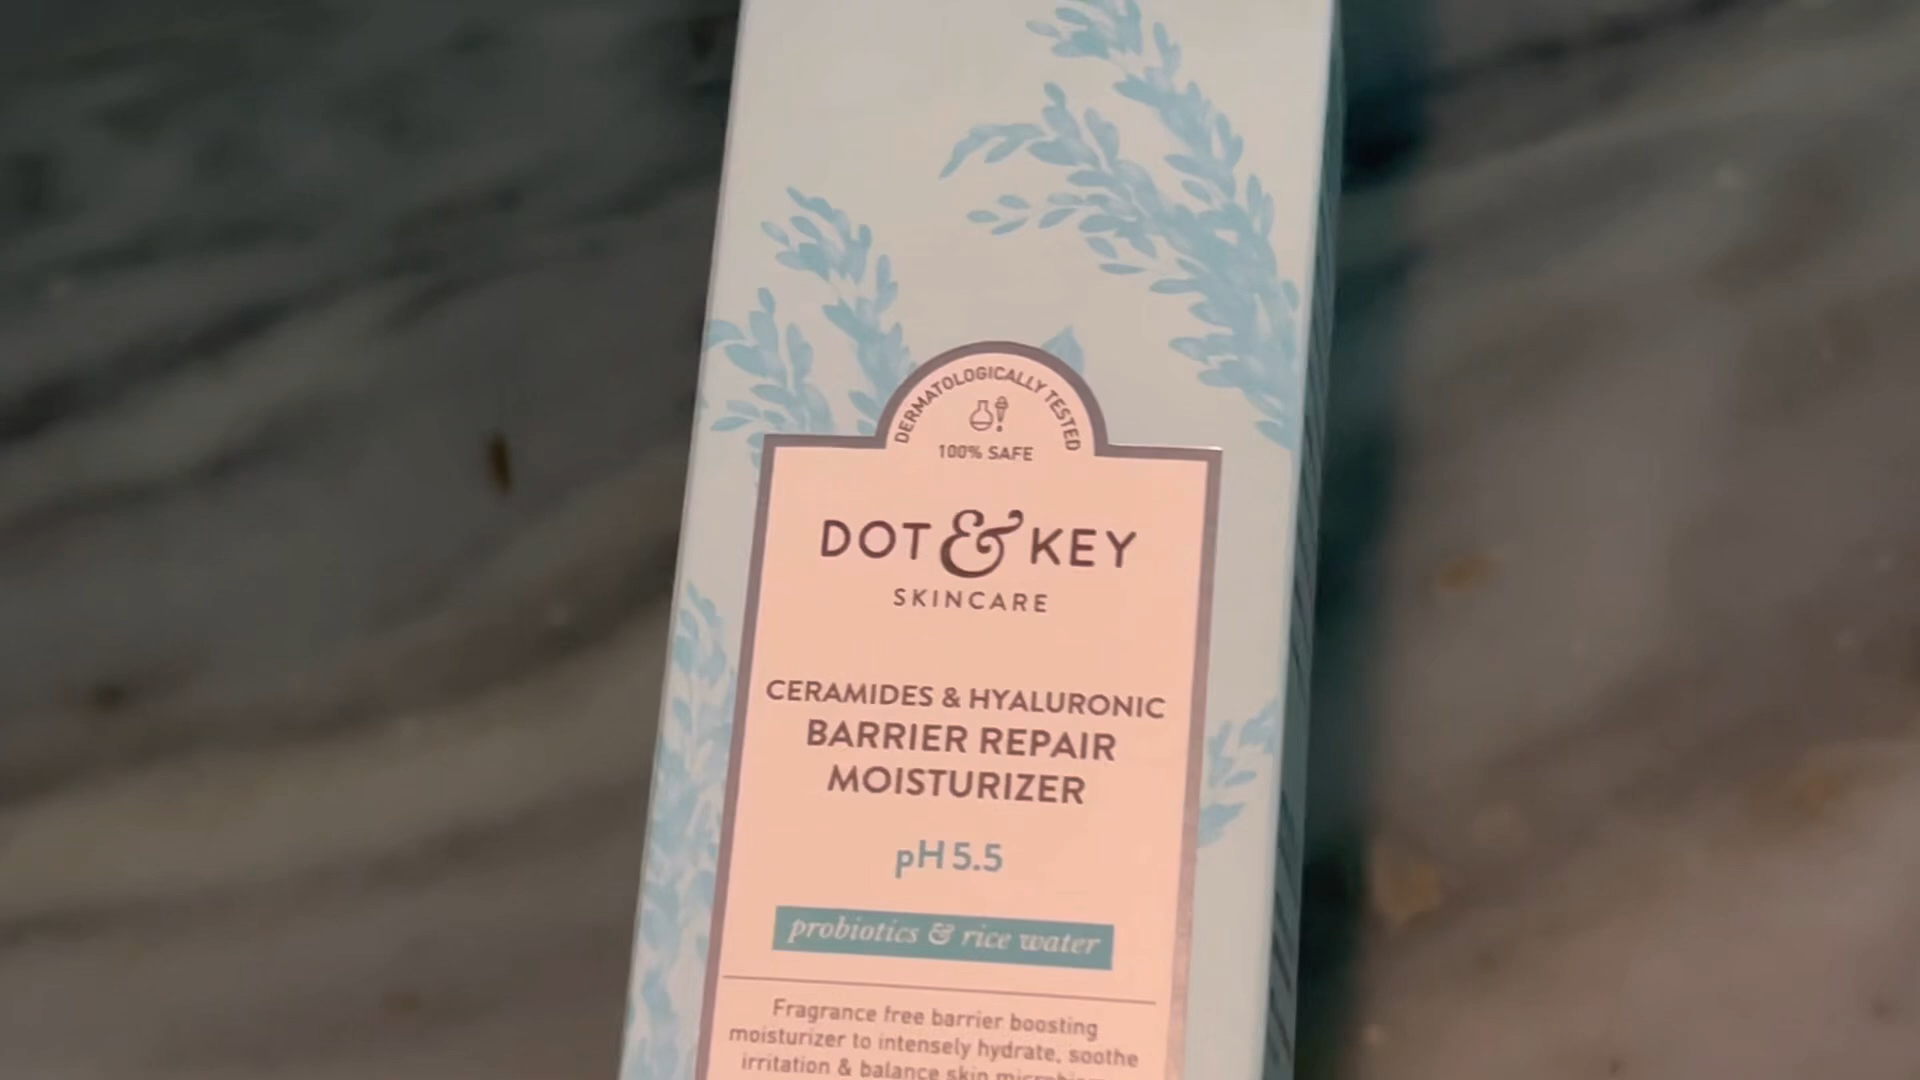 DERMATOLOGICALLY TESTED
100% SAFE
DOT & KEY
SKINCARE
CERAMIDES & HYALURONIC
BARRIER REPAIR
MOISTURIZER
pH 5.5
probiotics & rice water
Fragrance free barrier boosting
moisturizer to intensely hydrate, soothe
irritation & balance skin